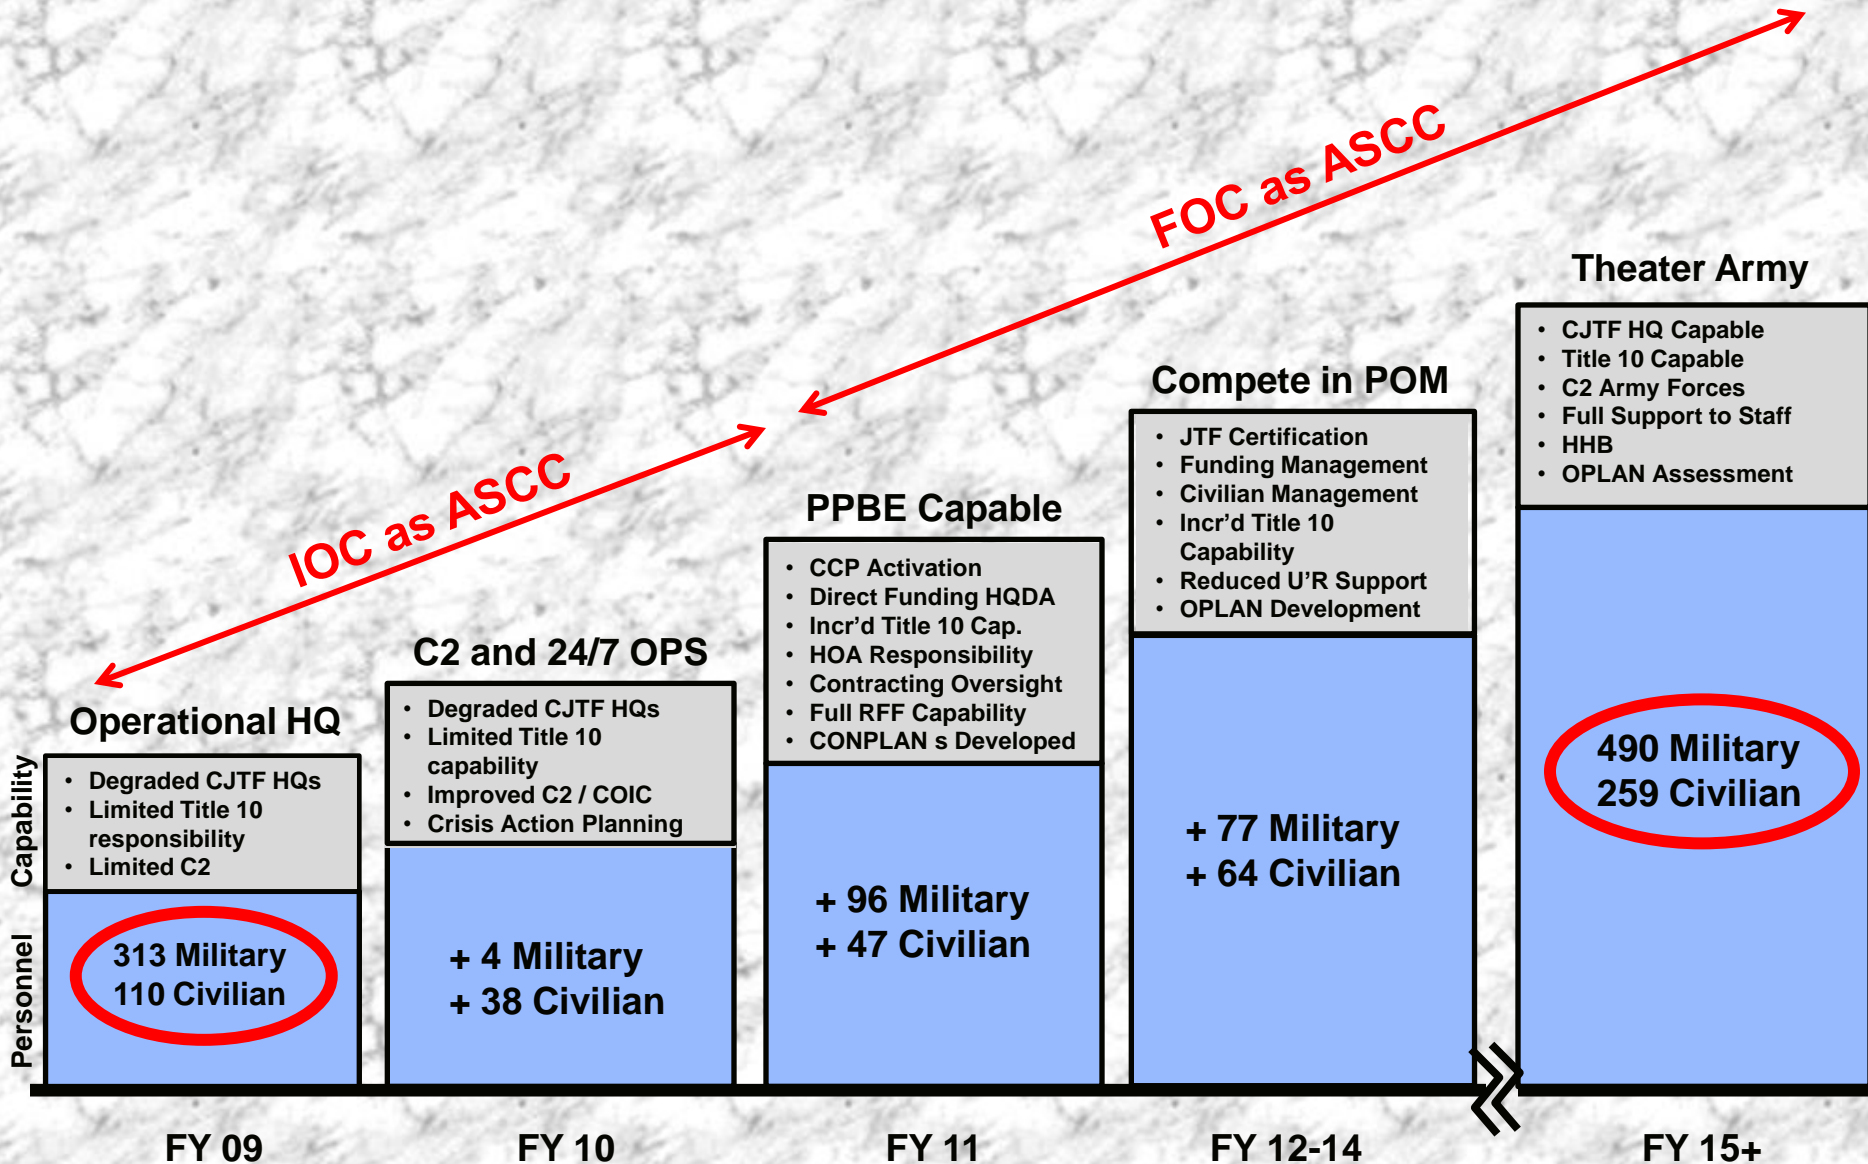 FOC as ASCC
IOC as ASCC
Capability
Personnel
Operational HQ
• Degraded CJTF HQs
• Limited Title 10
responsibility
• Limited C2
313 Military
110 Civilian
FY 09
C2 and 24/7 OPS
• Degraded CJTF HQs
• Limited Title 10
capability
• Improved C2 / COIC
• Crisis Action Planning
+ 4 Military
+ 38 Civilian
FY 10
PPBE Capable
• CCP Activation
• Direct Funding HQDA
• Incr'd Title 10 Cap.
• HOA Responsibility
• Contracting Oversight
• Full RFF Capability
• CONPLAN s Developed
+ 96 Military
+ 47 Civilian
FY 11
Compete in POM
• JTF Certification
• Funding Management
• Civilian Management
• Incr’d Title 10
Capability
• Reduced U’R Support
• OPLAN Development
+ 77 Military
+ 64 Civilian
FY 12-14
Theater Army
• CJTF HQ Capable
• Title 10 Capable
• C2 Army Forces
• Full Support to Staff
• HHB
• OPLAN Assessment
490 Military
259 Civilian
FY 15+